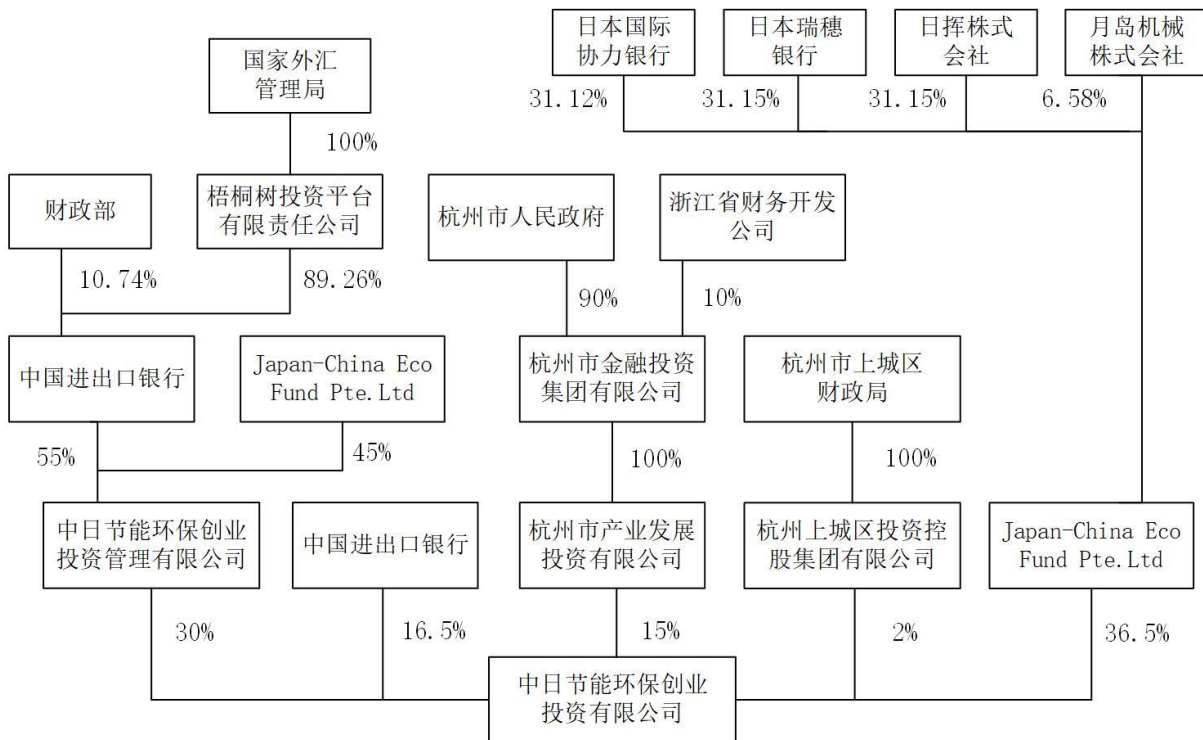 日本国际
协力银行
日本瑞穗
银行
日挥株式
会社
月岛机械
株式会社
国家外汇
管理局
31.12%
31.15%
31.15%
6.58%
100%
财政部
梧桐树投资平台
有限责任公司
杭州市人民政府
浙江省财务开发
公司
10.74%
89.26%
90%
10%
中国进出口银行
Japan-China Eco
Fund Pte.Ltd
杭州市金融投资
集团有限公司
杭州市上城区
财政局
55%
45%
100%
100%
中日节能环保创业
投资管理有限公司
中国进出口银行
杭州市产业发展
投资有限公司
杭州上城区投资控
股集团有限公司
Japan-China Eco
Fund Pte.Ltd
30%
16.5%
15%
2%
36.5%
中日节能环保创业
投资有限公司